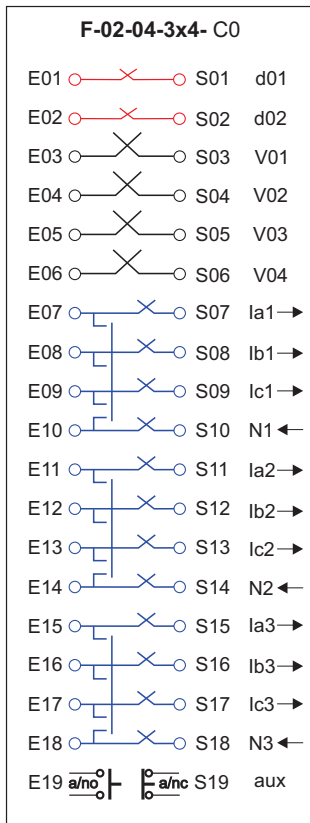 F-02-04-3x4- C0
E01 S01 d01
E02 S02 d02
E03 S03 V01
E04 S04 V02
E05 S05 V03
E06 S06 V04
E07 S07 Ia1
E08 S08 Ib1
E09 S09 Ic1
E10 S10 N1
E11 S11 Ia2
E12 S12 Ib2
E13 S13 Ic2
E14 S14 N2
E15 S15 Ia3
E16 S16 Ib3
E17 S17 Ic3
E18 S18 N3
E19 a/no a/nc S19 aux